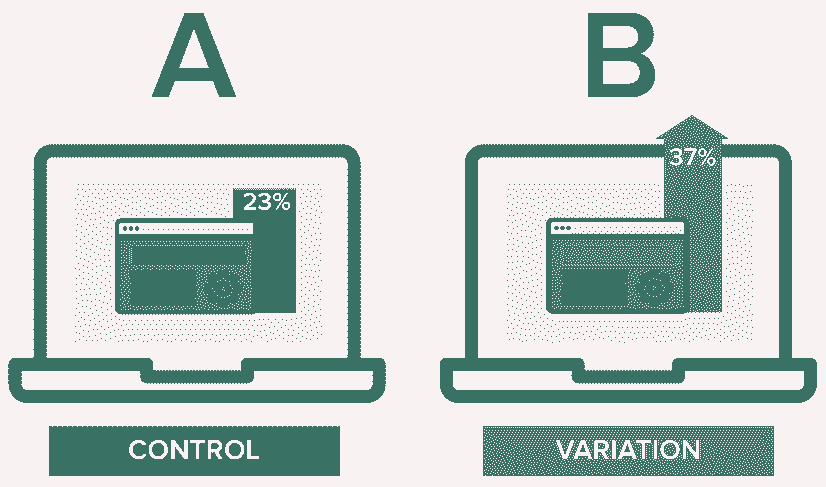 A
B
23%
37%
CONTROL
VARIATION